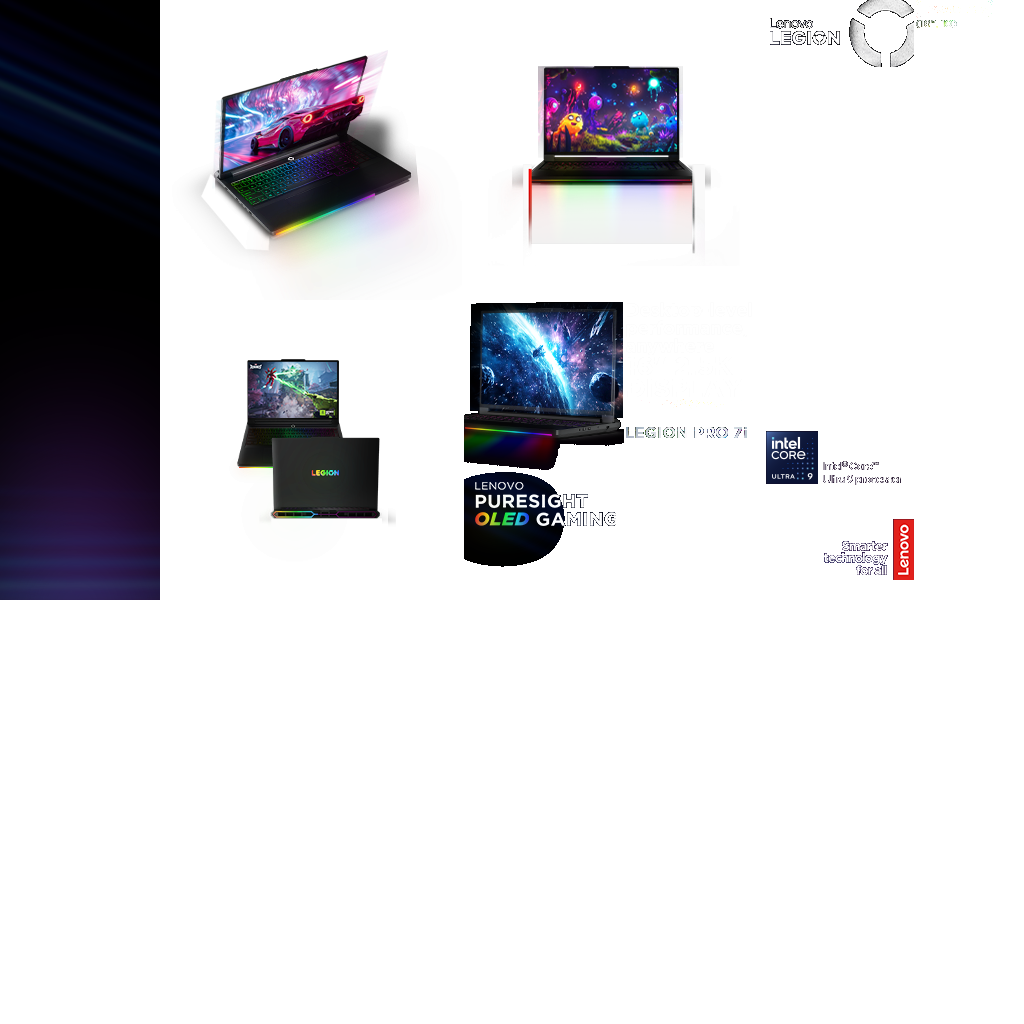 Lenovo
LEGION
LEGION
LEGION PRO 7i
LENOVO
PURESIGHT
OLED GAMING
intel
CORE
ULTRA 9
Intel® Core™
Ultra 9 processor
Smarter
technology
for all
Lenovo